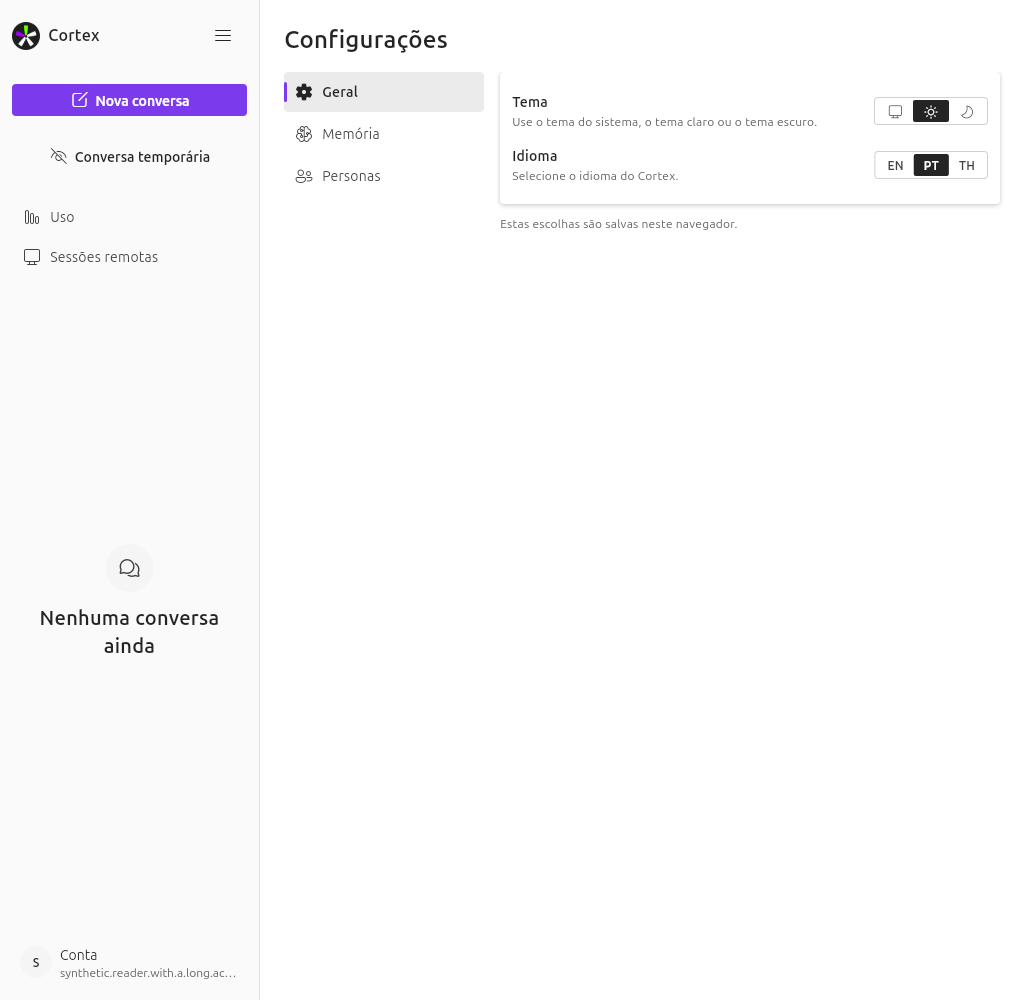 Cortex
Nova conversa
Conversa temporária
Uso
Sessões remotas
Nenhuma conversa
ainda
S
Conta
synthetic.reader.with.a.long.ac...
Configurações
Geral
Memória
Personas
Tema
Use o tema do sistema, o tema claro ou o tema escuro.
Idioma
Selecione o idioma do Cortex.
EN PT TH
Estas escolhas são salvas neste navegador.